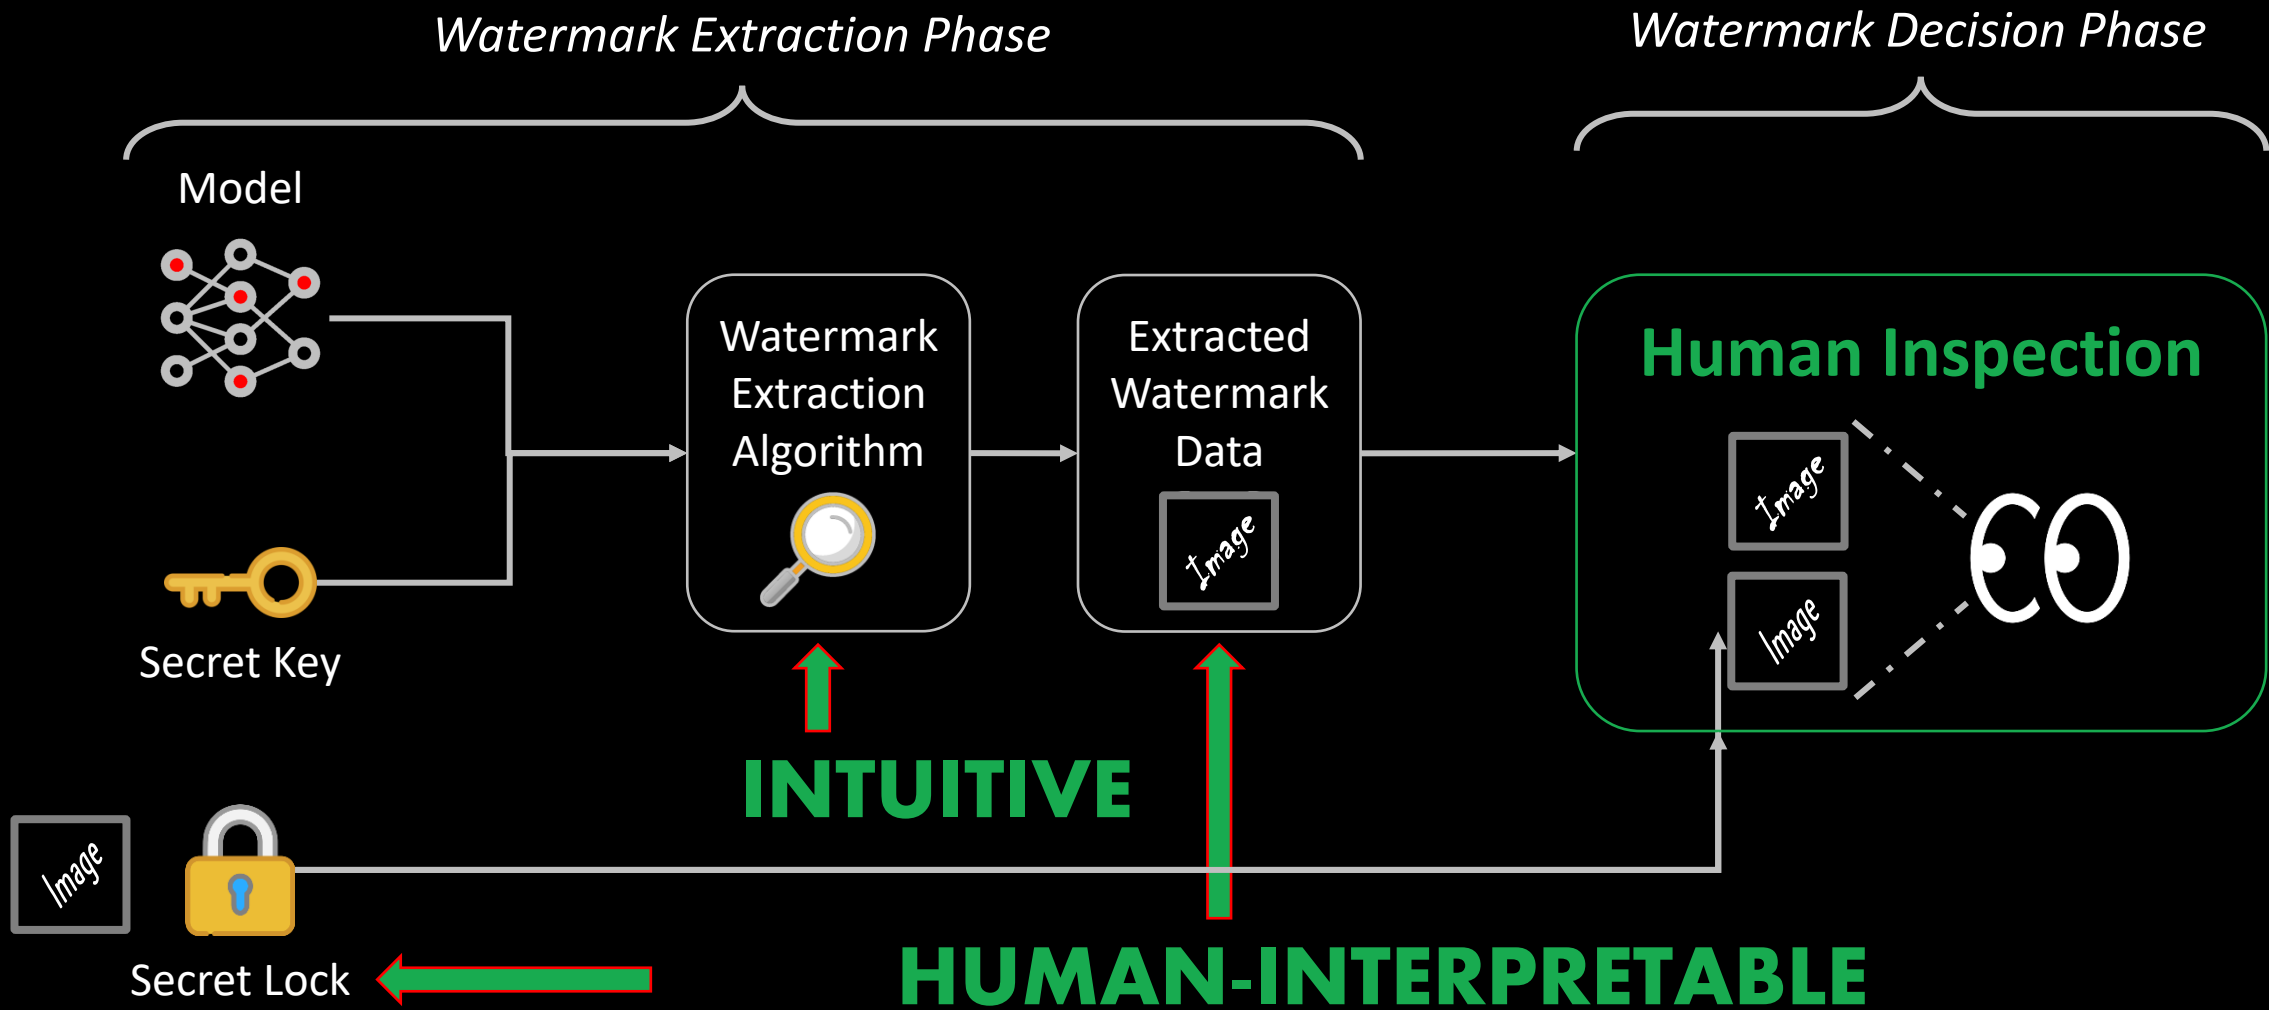 Watermark Extraction Phase
Watermark Decision Phase
Model
Watermark
Extraction
Algorithm
Extracted
Watermark
Data
Image
Human Inspection
Image
Image
Secret Key
INTUITIVE
Image
Secret Lock
HUMAN-INTERPRETABLE